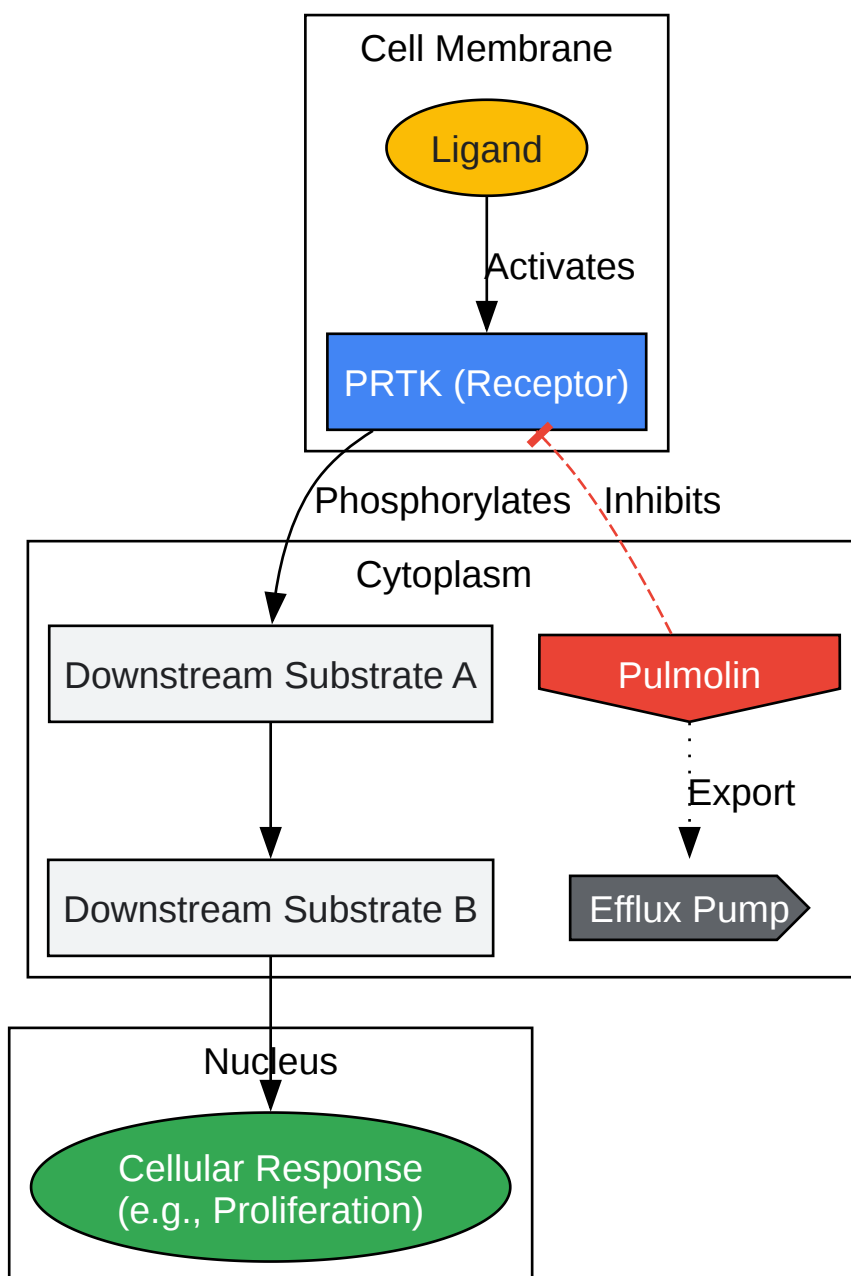 Cell Membrane
Ligand
Activates
PRTK (Receptor)
Phosphorylates
Inhibits
Cytoplasm
Downstream Substrate A
Pulmolin
Export
Downstream Substrate B
Efflux Pump
Nucleus
Cellular Response
(e.g., Proliferation)